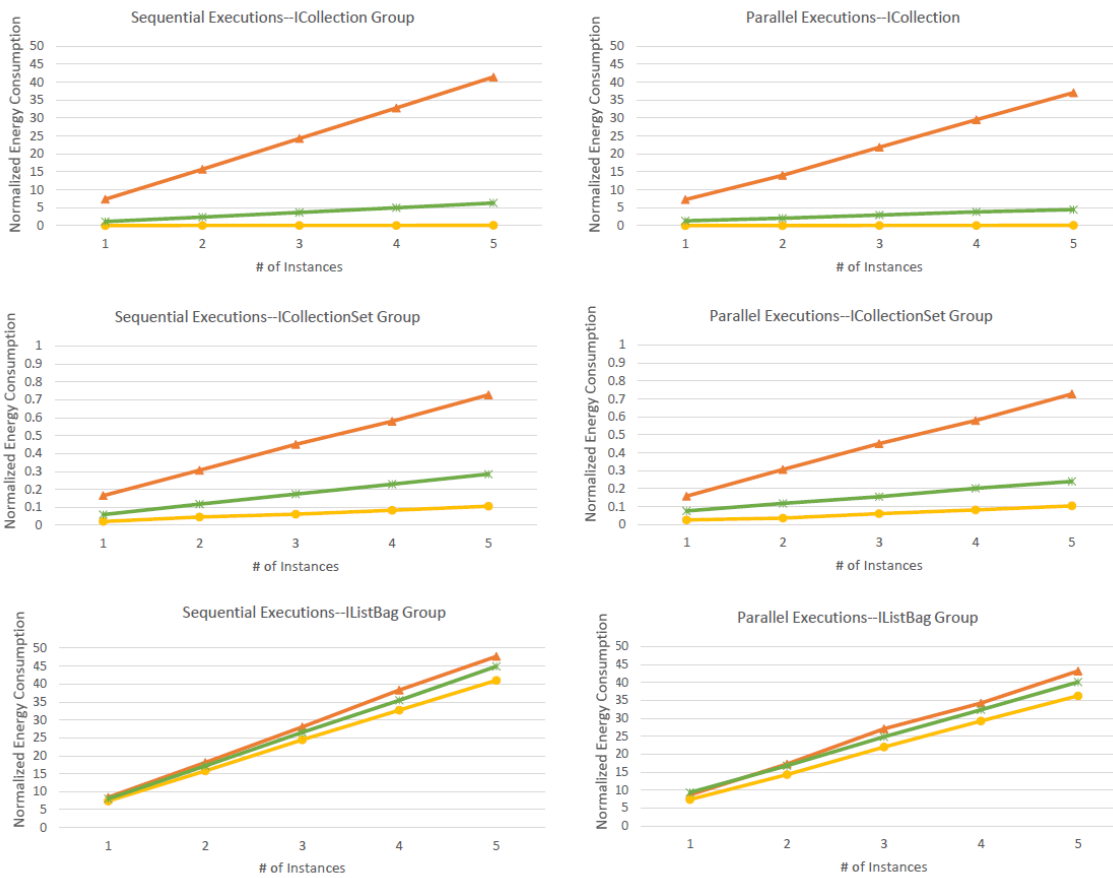 Sequential Executions--ICollection Group
Normalized Energy Consumption
50
45
40
35
30
25
20
15
10
5
0
1 2 3 4 5
# of Instances
Parallel Executions--ICollection
Normalized Energy Consumption
50
45
40
35
30
25
20
15
10
5
0
1 2 3 4 5
# of Instances
Sequential Executions--ICollectionSet Group
Normalized Energy Consumption
1
0.9
0.8
0.7
0.6
0.5
0.4
0.3
0.2
0.1
0
1 2 3 4 5
# of Instances
Parallel Executions--ICollectionSet Group
Normalized Energy Consumption
1
0.9
0.8
0.7
0.6
0.5
0.4
0.3
0.2
0.1
0
1 2 3 4 5
# of Instances
Sequential Executions--IListBag Group
Normalized Energy Consumption
50
45
40
35
30
25
20
15
10
5
0
1 2 3 4 5
# of Instances
Parallel Executions--IListBag Group
Normalized Energy Consumption
50
45
40
35
30
25
20
15
10
5
0
1 2 3 4 5
# of Instances